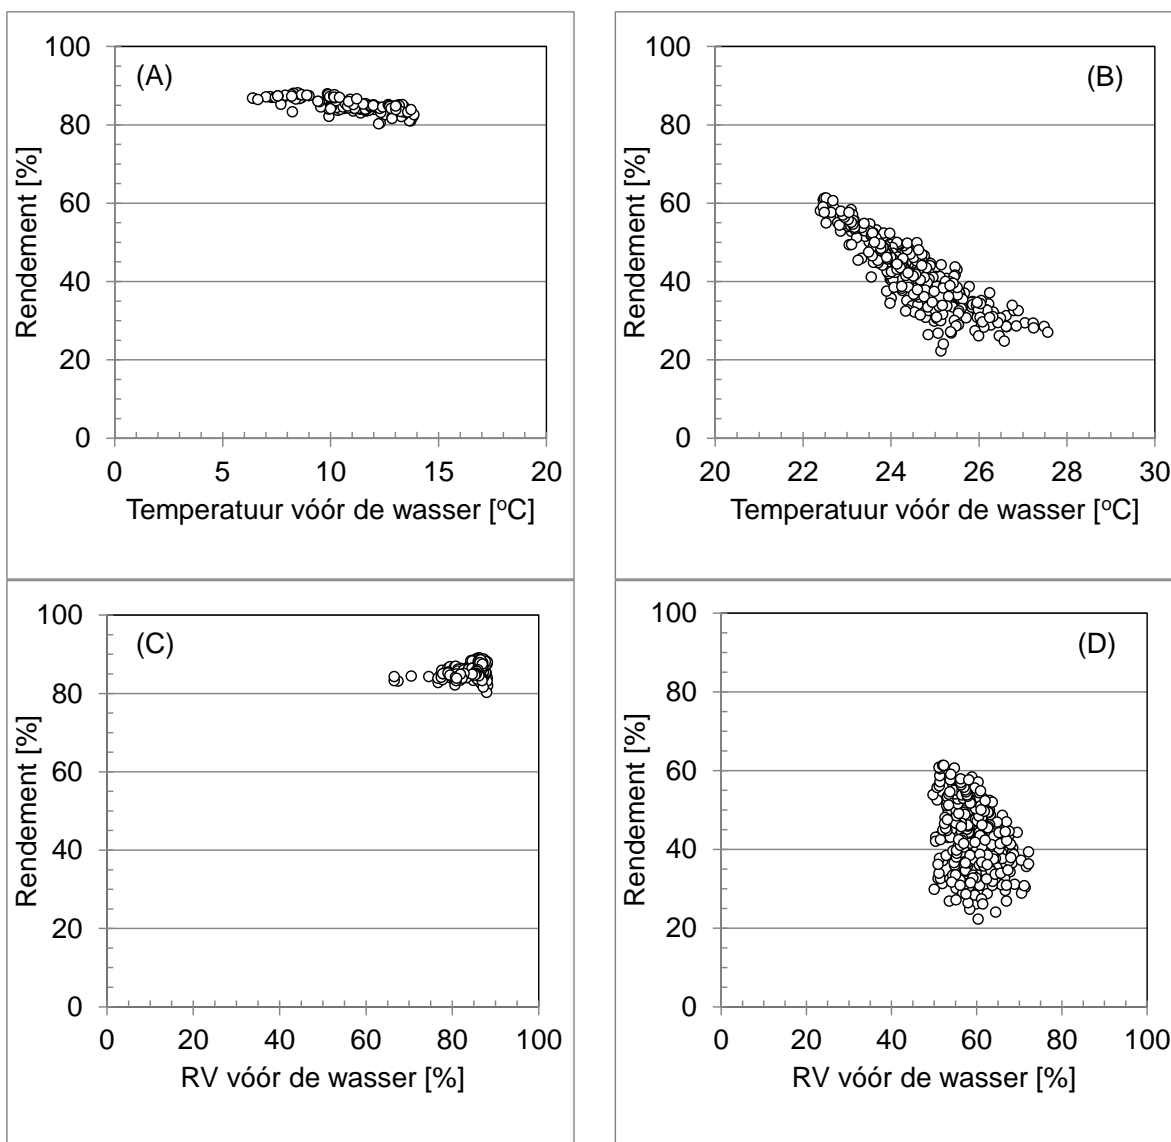 (A)
100
80
60
40
20
0
Rendement [%]
0 5 10 15 20
Temperatuur vóór de wasser [°C]
(B)
100
80
60
40
20
0
Rendement [%]
20 22 24 26 28 30
Temperatuur vóór de wasser [°C]
(C)
100
80
60
40
20
0
Rendement [%]
0 20 40 60 80 100
RV vóór de wasser [%]
(D)
100
80
60
40
20
0
Rendement [%]
0 20 40 60 80 100
RV vóór de wasser [%]